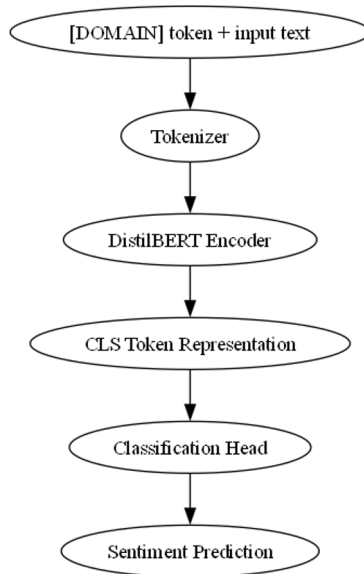 [DOMAIN] token + input text
Tokenizer
DistilBERT Encoder
CLS Token Representation
Classification Head
Sentiment Prediction